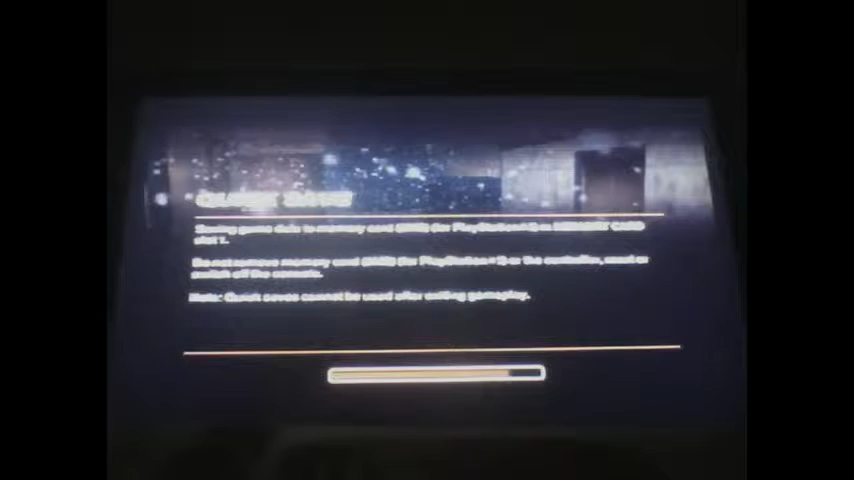 QUICK SAVE
Saving game data to memory card (8MB) (for PlayStation®2) in MEMORY CARD
slot 1.
Do not remove memory card (8MB) (for PlayStation®2) or the controller, reset or
switch off the console.
Note: Quick saves cannot be used after exiting gameplay.